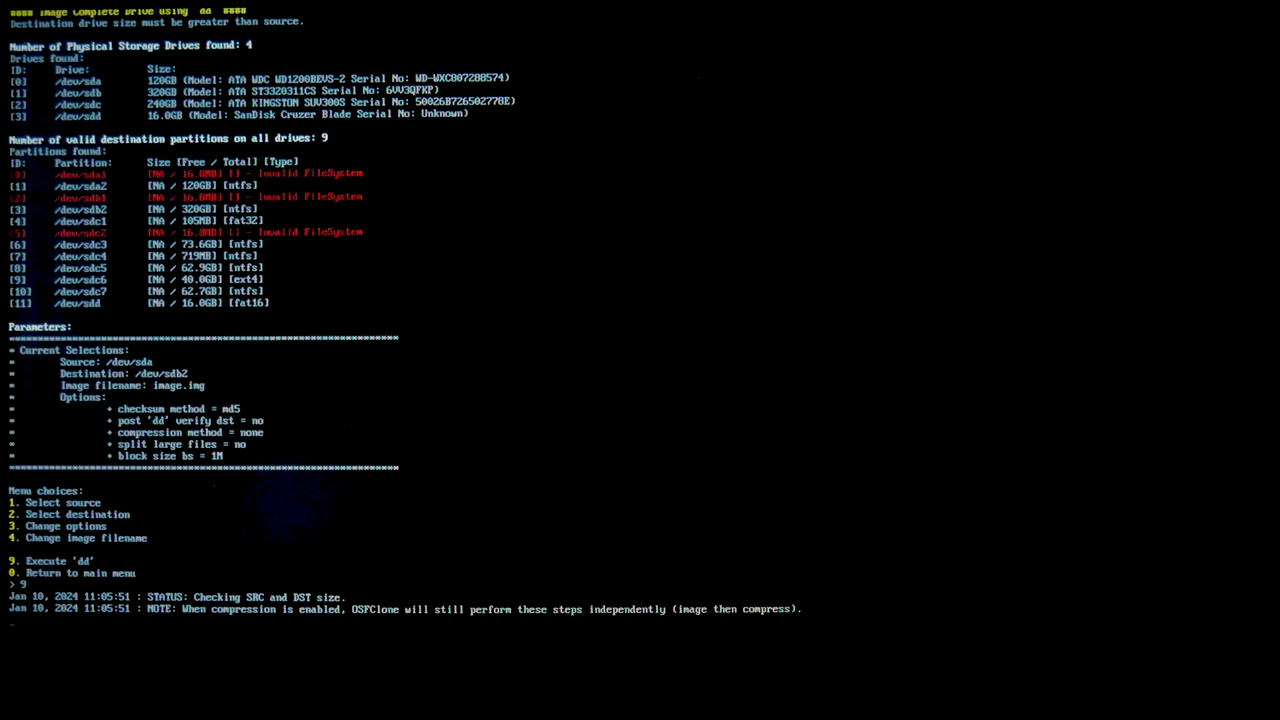 #### Image Complete Drive using 'dd' ####
Destination drive size must be greater than source.
Number of Physical Storage Drives found: 4
Drives found:
ID: Drive: Size:
[0] /dev/sda 120GB (Model: ATA WDC WD1200BEVS-2 Serial No: WD-WXC807288574)
[1] /dev/sdb 320GB (Model: ATA ST3320311CS Serial No: 6VV3QFKP)
[2] /dev/sdc 240GB (Model: ATA KINGSTON SUV300S Serial No: 50026B726502778E)
[3] /dev/sdd 16.0GB (Model: SanDisk Cruzer Blade Serial No: Unknown)
Number of valid destination partitions on all drives: 9
Partitions found:
ID: Partition: Size [Free / Total] [Type]
[0] /dev/sda1 [NA / 16.8MB] [] - Invalid FileSystem
[1] /dev/sda2 [NA / 120GB] [ntfs]
[2] /dev/sdb1 [NA / 16.8MB] [] - Invalid FileSystem
[3] /dev/sdb2 [NA / 320GB] [ntfs]
[4] /dev/sdc1 [NA / 105MB] [fat32]
[5] /dev/sdc2 [NA / 16.8MB] [] - Invalid FileSystem
[6] /dev/sdc3 [NA / 73.6GB] [ntfs]
[7] /dev/sdc4 [NA / 719MB] [ntfs]
[8] /dev/sdc5 [NA / 62.9GB] [ntfs]
[9] /dev/sdc6 [NA / 40.0GB] [ext4]
[10] /dev/sdc7 [NA / 62.7GB] [ntfs]
[11] /dev/sdd [NA / 16.0GB] [fat16]
Parameters:
====================================================================
= Current Selections:
= Source: /dev/sda
= Destination: /dev/sdb2
= Image filename: image.img
= Options:
= + checksum method = md5
= + post 'dd' verify dst = no
= + compression method = none
= + split large files = no
= + block size bs = 1M
====================================================================
Menu choices:
1. Select source
2. Select destination
3. Change options
4. Change image filename
9. Execute 'dd'
0. Return to main menu
> 9
Jan 10, 2024 11:05:51 : STATUS: Checking SRC and DST size.
Jan 10, 2024 11:05:51 : NOTE: When compression is enabled, OSFClone will still perform these steps independently (image then compress).
_